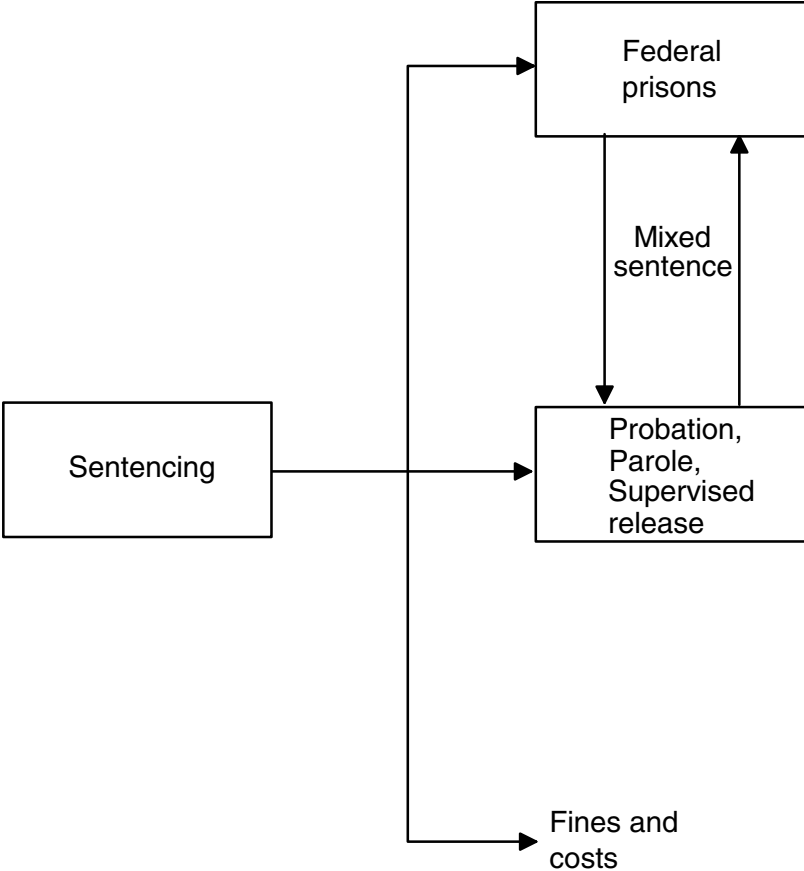 Federal
prisons
Mixed
sentence
Sentencing
Probation,
Parole,
Supervised
release
Fines and
costs